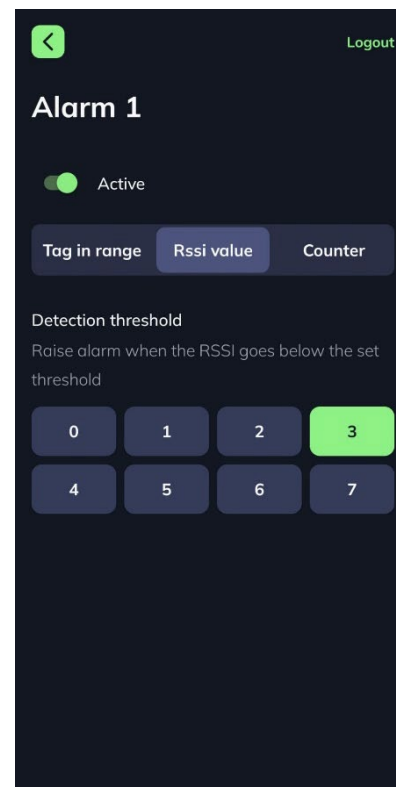 Logout
Alarm 1
Active
Tag in range Rssi value Counter
Detection threshold
Raise alarm when the RSSI goes below the set
threshold
0 1 2 3
4 5 6 7